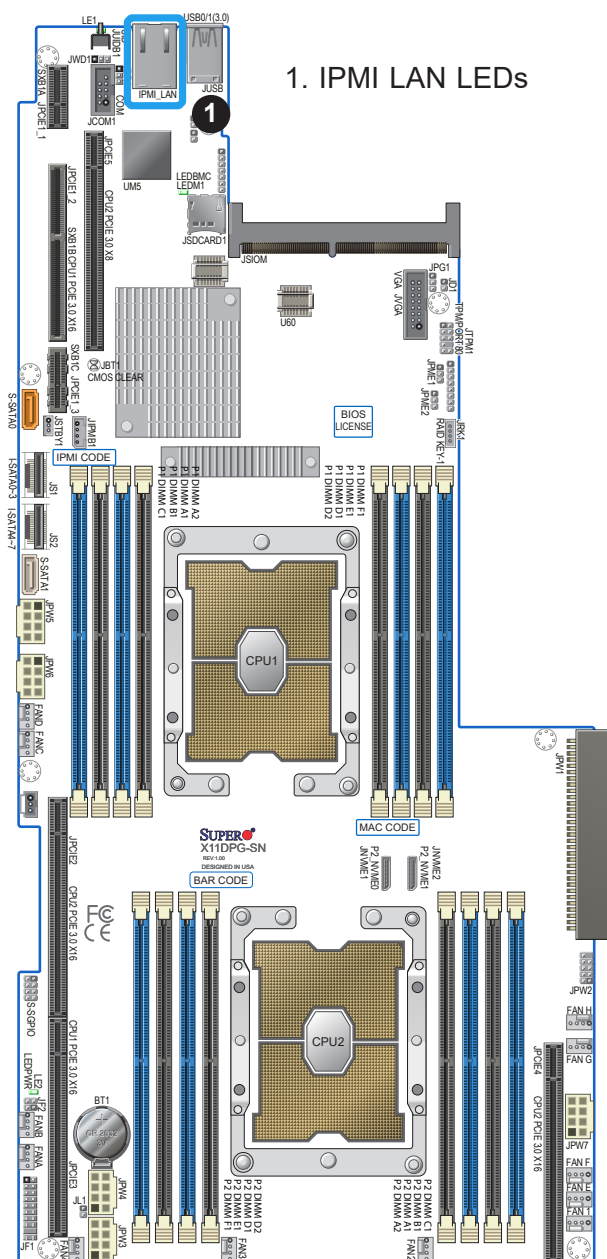 1. IPMI LAN LEDs
LE1
UID
JUIDB1
USB0/1(3.0)
JWD1
COM
JCOM1
IPMI_LAN
JUSB
1
SXB1A
JPCIE1_1
JPCIE5
CPU2 PCIE 3.0 X8
UM5
LEDBMC
LEDM1
JSDCARD1
JSIOM
JPCIE1_2
SXB1B CPU1 PCIE 3.0 X16
U60
JPG1
JD1
VGA JVGA
TPM/PORT80
JTPM1
JPME1
JPME2
JRK1
RAID KEY-1
SXB1C
JPCIE1_3
JBT1
CMOS CLEAR
S-SATA0
JSTBY1
JIPMB1
BIOS
LICENSE
IPMI CODE
I-SATA0~3
JS1
I-SATA4~7
JS2
S-SATA1
P1 DIMM C1
P1 DIMM B1
P1 DIMM A1
P1 DIMM A2
P1 DIMM D2
P1 DIMM D1
P1 DIMM E1
P1 DIMM F1
JPW5
JPW6
FAND
FANC
CPU1
JPW1
MAC CODE
SUPER
X11DPG-SN
REV:1.00
DESIGNED IN USA
BAR CODE
JNVME1
P2_NVME0
P2_NVME1
JNVME2
JPCIE2
CPU2 PCIE 3.0 X16
FC
CE
S-SGPIO
CPU1 PCIE 3.0 X16
CPU2
JPW2
FAN H
FAN G
JPCIE4
CPU2 PCIE 3.0 X16
JPW7
FAN F
FAN E
FAN 1
LE2
LEDPWR
JF2
FANB
FANA
BT1
CR 2032
3V
JPCIE3
JPW4
JL1
JPW3
JF1
P2 DIMM F1
P2 DIMM E1
P2 DIMM D1
P2 DIMM D2
P2 DIMM A2
P2 DIMM A1
P2 DIMM B1
P2 DIMM C1
FAN3
FAN2